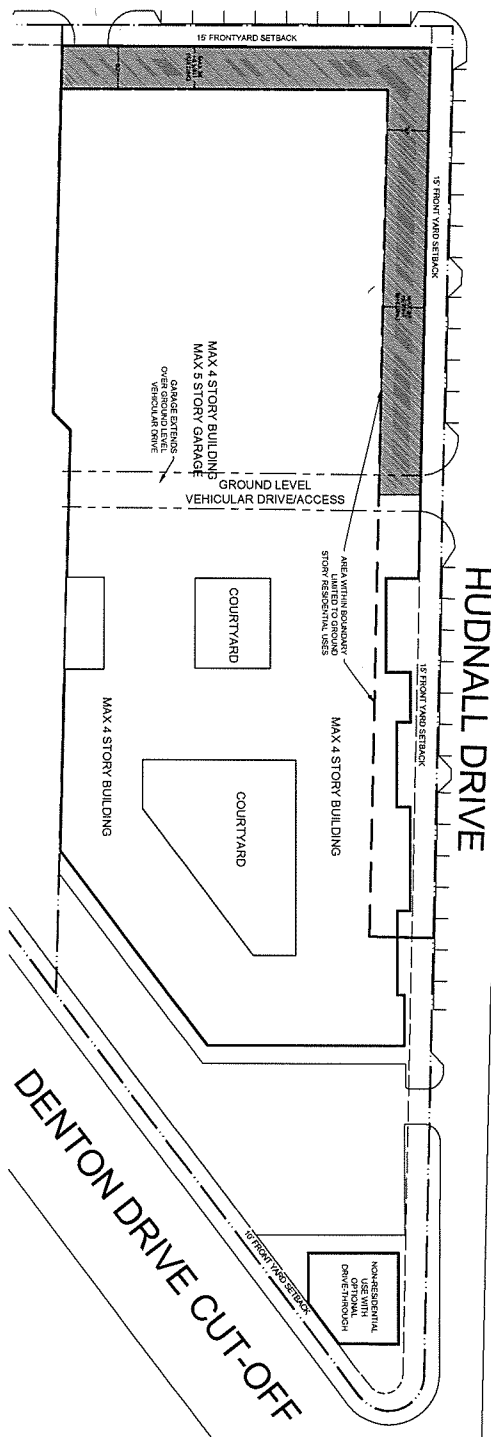 15' FRONTYARD SETBACK
15' FRONT YARD SETBACK
MAX 4 STORY BUILDING
MAX 5 STORY GARAGE
GARAGE EXTENDS
OVER GROUND LEVEL
VEHICULAR DRIVE
GROUND LEVEL
VEHICULAR DRIVE/ACCESS
AREA WITHIN BOUNDARY
LIMITED TO GROUND
STORY RESIDENTIAL USES
HUDNALL DRIVE
15' FRONT YARD SETBACK
COURTYARD
MAX 4 STORY BUILDING
MAX 4 STORY BUILDING
COURTYARD
DENTON DRIVE CUT-OFF
10' FRONT YARD SETBACK
NON-RESIDENTIAL
USE WITH
OPTIONAL
DRIVE-THROUGH